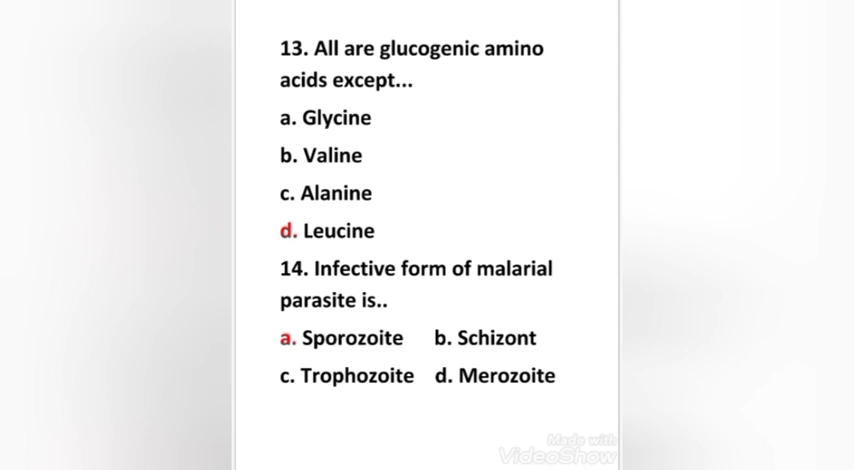 13. All are glucogenic amino
acids except...
a. Glycine
b. Valine
c. Alanine
d. Leucine
14. Infective form of malarial
parasite is..
a. Sporozoite b. Schizont
c. Trophozoite d. Merozoite
Made with
VideoShow